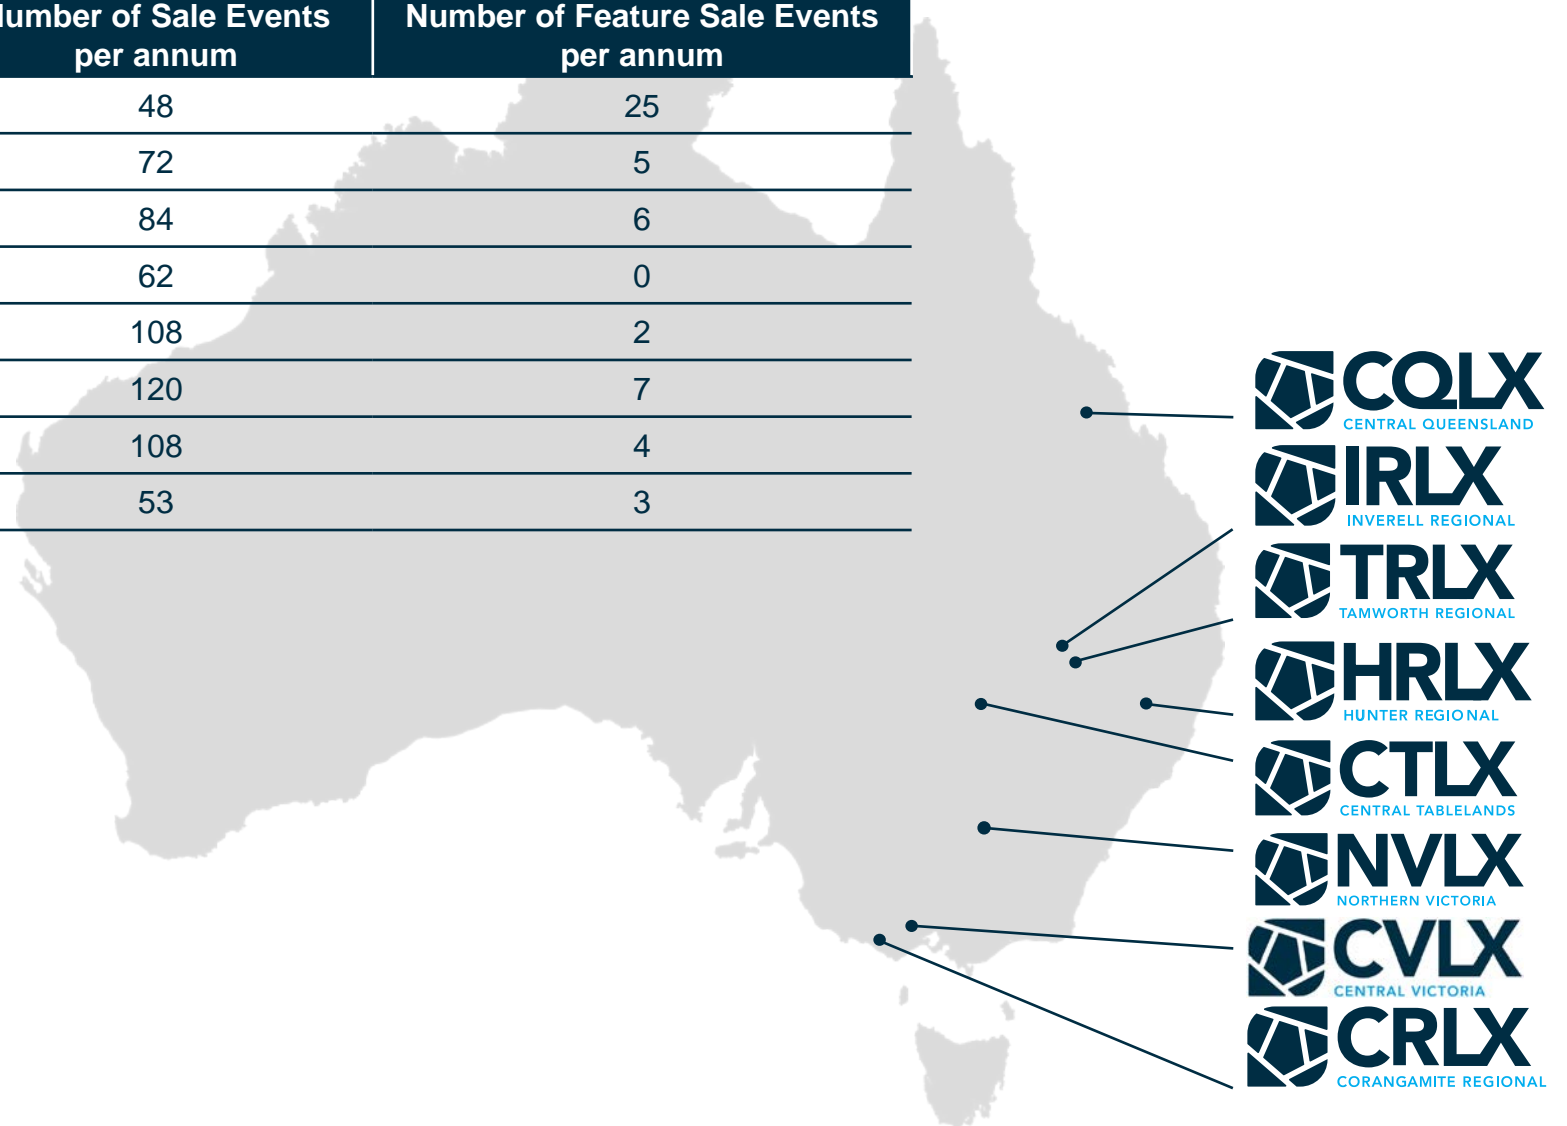 umber of Sale Events Number of Feature Sale Events
per annum per annum
48 25
72 5
84 6
62 0
108 2
120 7
108 4
53 3
CQLX
CENTRAL QUEENSLAND
IRLX
INVERELL REGIONAL
TRLX
TAMWORTH REGIONAL
HRLX
HUNTER REGIONAL
CTLX
CENTRAL TABLELANDS
NVLX
NORTHERN VICTORIA
CVLX
CENTRAL VICTORIA
CRLX
CORANGAMITE REGIONAL